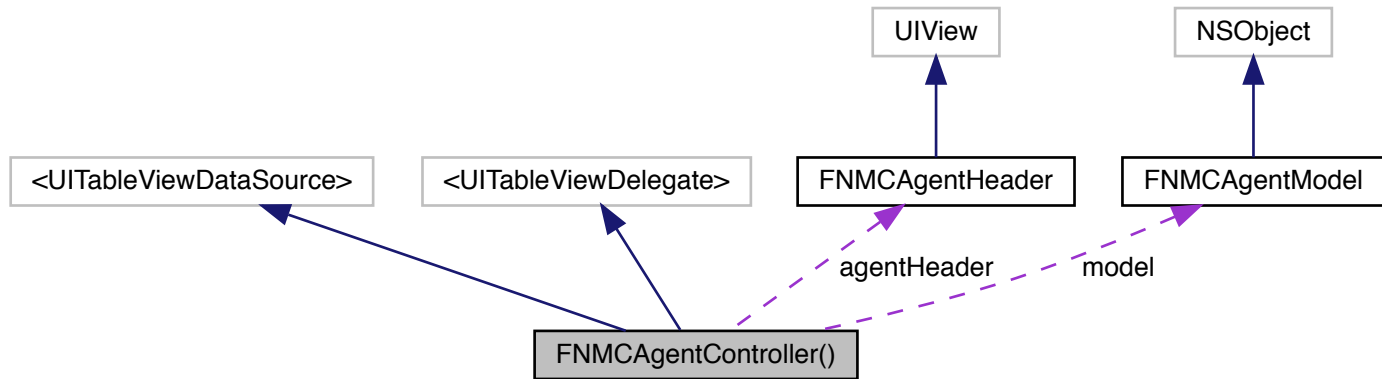 UIView
NSObject
<UITableViewDataSource>
<UITableViewDelegate>
FNMCAgentHeader
FNMCAgentModel
agentHeader
model
FNMCAgentController()